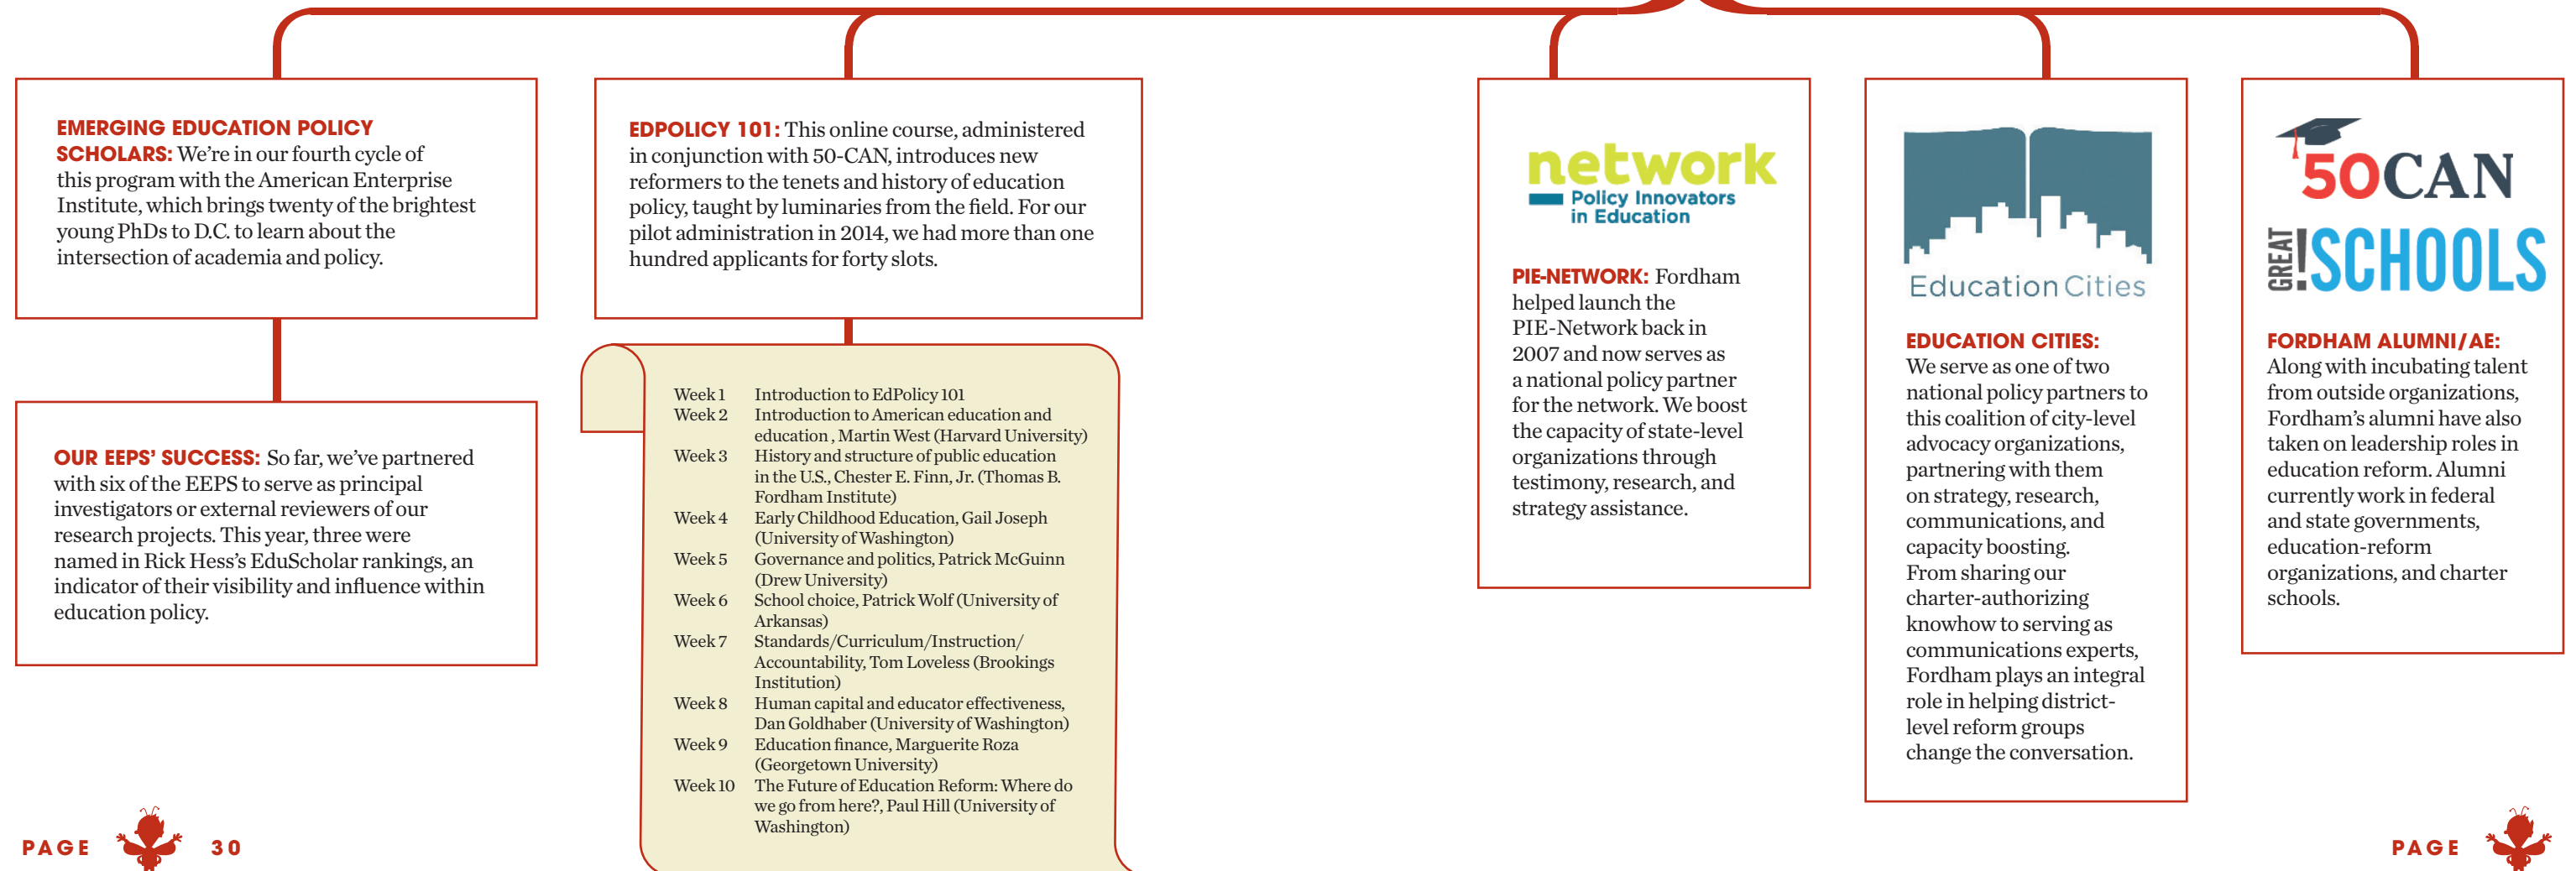 EMERGING EDUCATION POLICY
SCHOLARS: We’re in our fourth cycle of
this program with the American Enterprise
Institute, which brings twenty of the brightest
young PhDs to D.C. to learn about the
intersection of academia and policy.
OUR EEPS’ SUCCESS: So far, we’ve partnered
with six of the EEPS to serve as principal
investigators or external reviewers of our
research projects. This year, three were
named in Rick Hess’s EduScholar rankings, an
indicator of their visibility and influence within
education policy.
EDPOLICY 101: This online course, administered
in conjunction with 50-CAN, introduces new
reformers to the tenets and history of education
policy, taught by luminaries from the field. For our
pilot administration in 2014, we had more than one
hundred applicants for forty slots.
Week 1 Introduction to EdPolicy 101
Week 2 Introduction to American education and
education , Martin West (Harvard University)
Week 3 History and structure of public education
in the U.S., Chester E. Finn, Jr. (Thomas B.
Fordham Institute)
Week 4 Early Childhood Education, Gail Joseph
(University of Washington)
Week 5 Governance and politics, Patrick McGuinn
(Drew University)
Week 6 School choice, Patrick Wolf (University of
Arkansas)
Week 7 Standards/Curriculum/Instruction/
Accountability, Tom Loveless (Brookings
Institution)
Week 8 Human capital and educator effectiveness,
Dan Goldhaber (University of Washington)
Week 9 Education finance, Marguerite Roza
(Georgetown University)
Week 10 The Future of Education Reform: Where do
we go from here?, Paul Hill (University of
Washington)
network
Policy Innovators
in Education
PIE-NETWORK: Fordham
helped launch the
PIE-Network back in
2007 and now serves as
a national policy partner
for the network. We boost
the capacity of state-level
organizations through
testimony, research, and
strategy assistance.
Education Cities
EDUCATION CITIES:
We serve as one of two
national policy partners to
this coalition of city-level
advocacy organizations,
partnering with them
on strategy, research,
communications, and
capacity boosting.
From sharing our
charter-authorizing
knowhow to serving as
communications experts,
Fordham plays an integral
role in helping district-
level reform groups
change the conversation.
50CAN
GREAT!SCHOOLS
FORDHAM ALUMNI/AE:
Along with incubating talent
from outside organizations,
Fordham’s alumni have also
taken on leadership roles in
education reform. Alumni
currently work in federal
and state governments,
education-reform
organizations, and charter
schools.
PAGE 30
PAGE